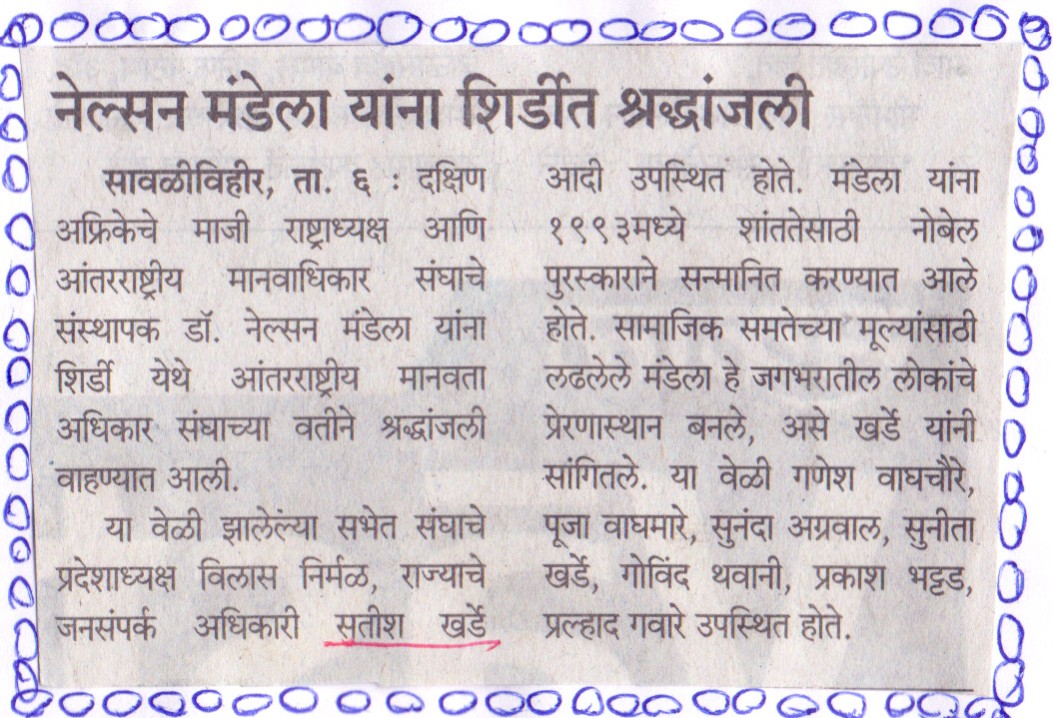 नेल्सन मंडेला यांना शिर्डीत श्रद्धांजली
सावळीविहीर, ता. ६ : दक्षिण
अफ्रिकेचे माजी राष्ट्राध्यक्ष आणि
आंतरराष्ट्रीय मानवाधिकार संघाचे
संस्थापक डॉ. नेल्सन मंडेला यांना
शिर्डी येथे आंतरराष्ट्रीय मानवता
अधिकार संघाच्या वतीने श्रद्धांजली
वाहण्यात आली.
या वेळी झालेल्या सभेत संघाचे
प्रदेशाध्यक्ष विलास निर्मळ, राज्याचे
जनसंपर्क अधिकारी सतीश खर्डे
आदी उपस्थित होते. मंडेला यांना
१९९३मध्ये शांततेसाठी नोबेल
पुरस्काराने सन्मानित करण्यात आले
होते. सामाजिक समतेच्या मूल्यांसाठी
लढलेले मंडेला हे जगभरातील लोकांचे
प्रेरणास्थान बनले, असे खर्डे यांनी
सांगितले. या वेळी गणेश वाघचौरे,
पूजा वाघमारे, सुनंदा अग्रवाल, सुनीता
खर्डे, गोविंद थवानी, प्रकाश भट्टड,
प्रल्हाद गवारे उपस्थित होते.